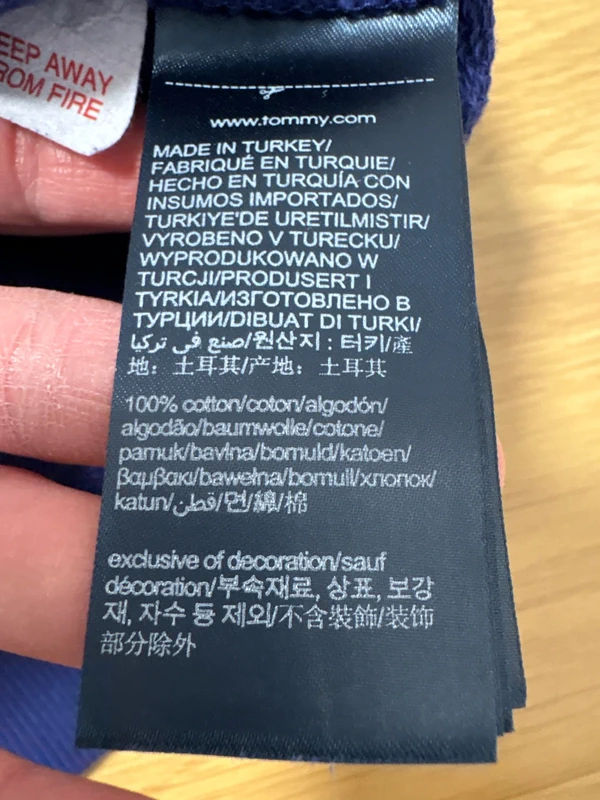 EEP AWAY
ROM FIRE
www.tommy.com
MADE IN TURKEY/
FABRIQUÉ EN TURQUIE/
HECHO EN TURQUÍA CON
INSUMOS IMPORTADOS/
TURKIYE'DE URETILMISTIR/
VYROBENO V TURECKU/
WYPRODUKOWANO W
TURCJI/PRODUSERT I
TYRKIA/ИЗГОТОВЛЕНО В
ТУРЦИИ/DIBUAT DI TURKI/
صنع في تركيا/원산지 : 터키/產
地：土耳其/产地：土耳其
100% cotton/coton/algodón/
algodão/baumwolle/cotone/
pamuk/bavlna/bomuld/katoen/
βαμβακι/bawełna/bomull/хлопок/
katun/قطن/면/綿/棉
exclusive of decoration/sauf
décoration/부속재료, 상표, 보강
재, 자수 등 제외/不含裝飾/装饰
部分除外